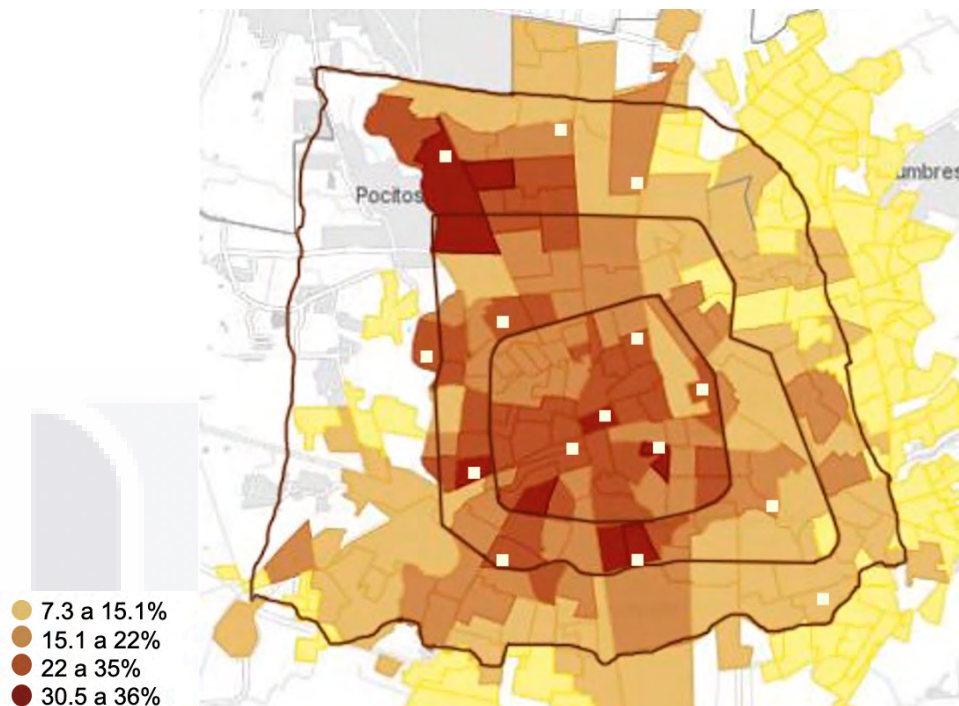 umbres
Pocitos
7.3 a 15.1%
15.1 a 22%
22 a 35%
30.5 a 36%